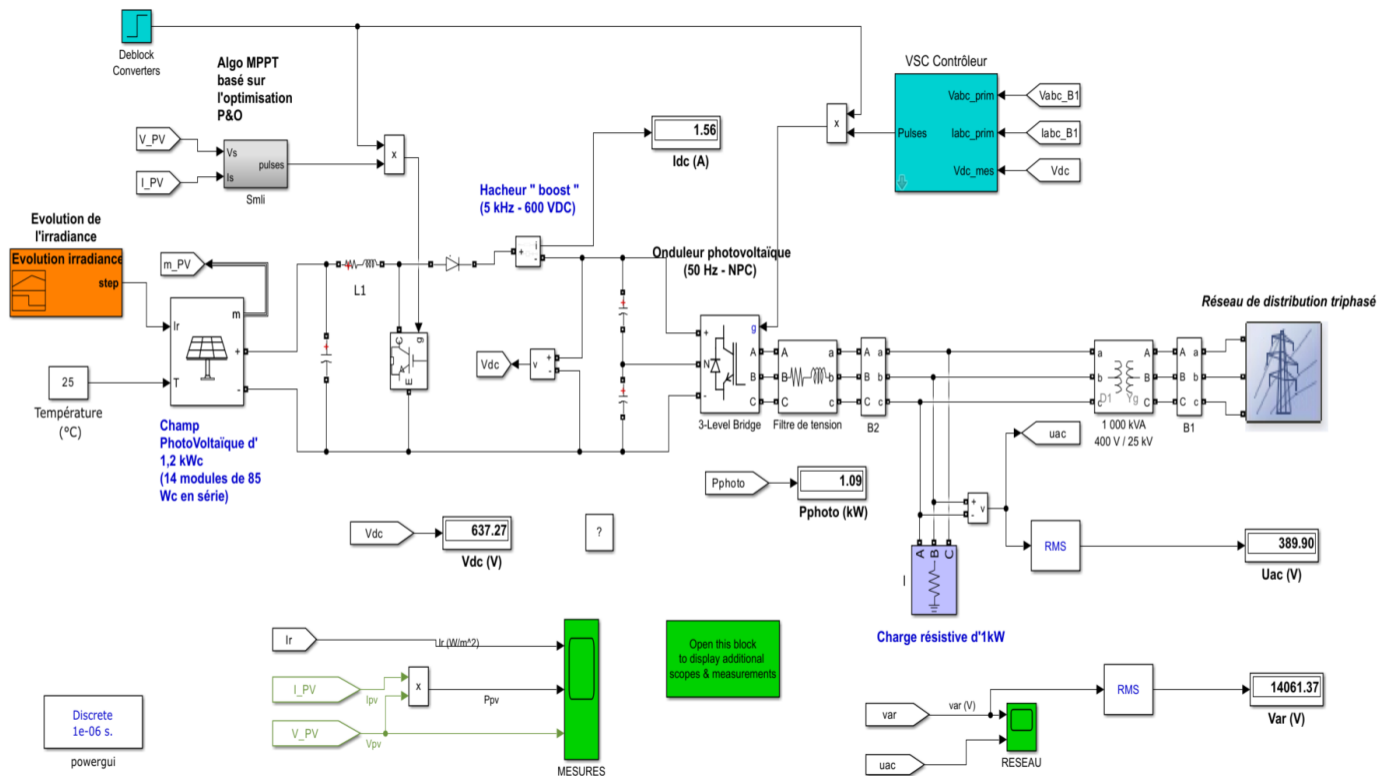 Deblock
Converters
Algo MPPT
basé sur
l'optimisation
P&O
V_PV
I_PV
Vs
Is
pulses
Smli
x
1.56
Idc (A)
x
VSC Contrôleur
Vabc_prim
Iabc_prim
Vdc_mes
Pulses
Vabc_B1
Iabc_B1
Vdc
Hacheur " boost "
(5 kHz - 600 VDC)
Evolution de
l'irradiance
Evolution irradiance
step
m_PV
Ir
T
m
+
-
25
Température
(°C)
Champ
PhotoVoltaïque d'
1,2 kWc
(14 modules de 85
Wc en série)
L1
C
g
E
+
i
-
Vdc
v
+
-
Onduleur photovoltaïque
(50 Hz - NPC)
g
+
N
-
A
B
C
3-Level Bridge
A
B
C
a
b
c
Filtre de tension
A
B
C
a
b
c
B2
a
b
c
D1
Yg
A
B
C
1 000 kVA
400 V / 25 kV
A
B
C
a
b
c
B1
Réseau de distribution triphasé
uac
Pphoto
1.09
Pphoto (kW)
+
-
v
RMS
389.90
Uac (V)
A
B
C
I
Charge résistive d'1kW
Vdc
637.27
Vdc (V)
?
Ir
Ir (W/m^2)
I_PV
Ipv
x
Ppv
V_PV
Vpv
MESURES
Open this block
to display additional
scopes & measurements
Discrete
1e-06 s.
powergui
var
var (V)
uac
RESEAU
RMS
14061.37
Var (V)